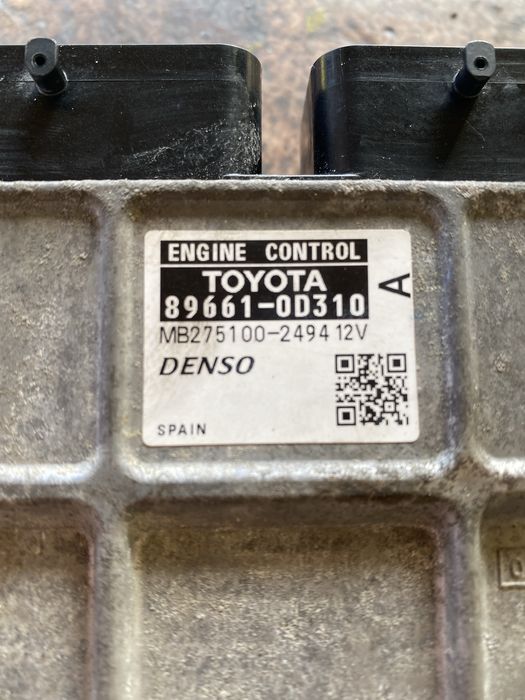 ENGINE CONTROL
TOYOTA
89661-0D310
A
MB275100-2494 12V
DENSO
SPAIN